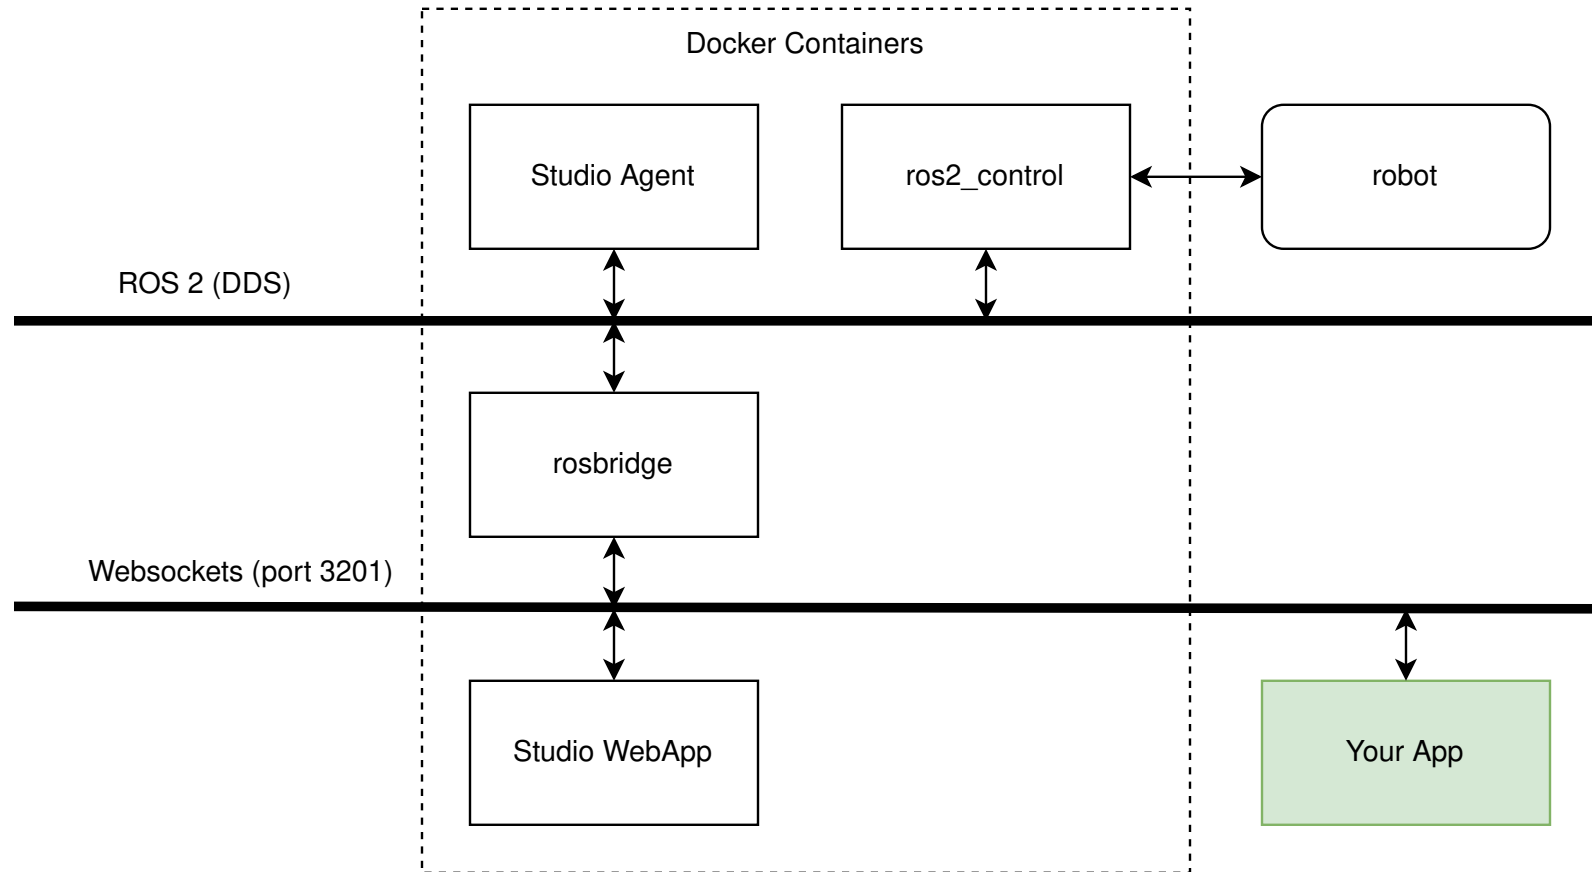 Docker Containers
Studio Agent
ros2_control
robot
ROS 2 (DDS)
rosbridge
Websockets (port 3201)
Studio WebApp
Your App